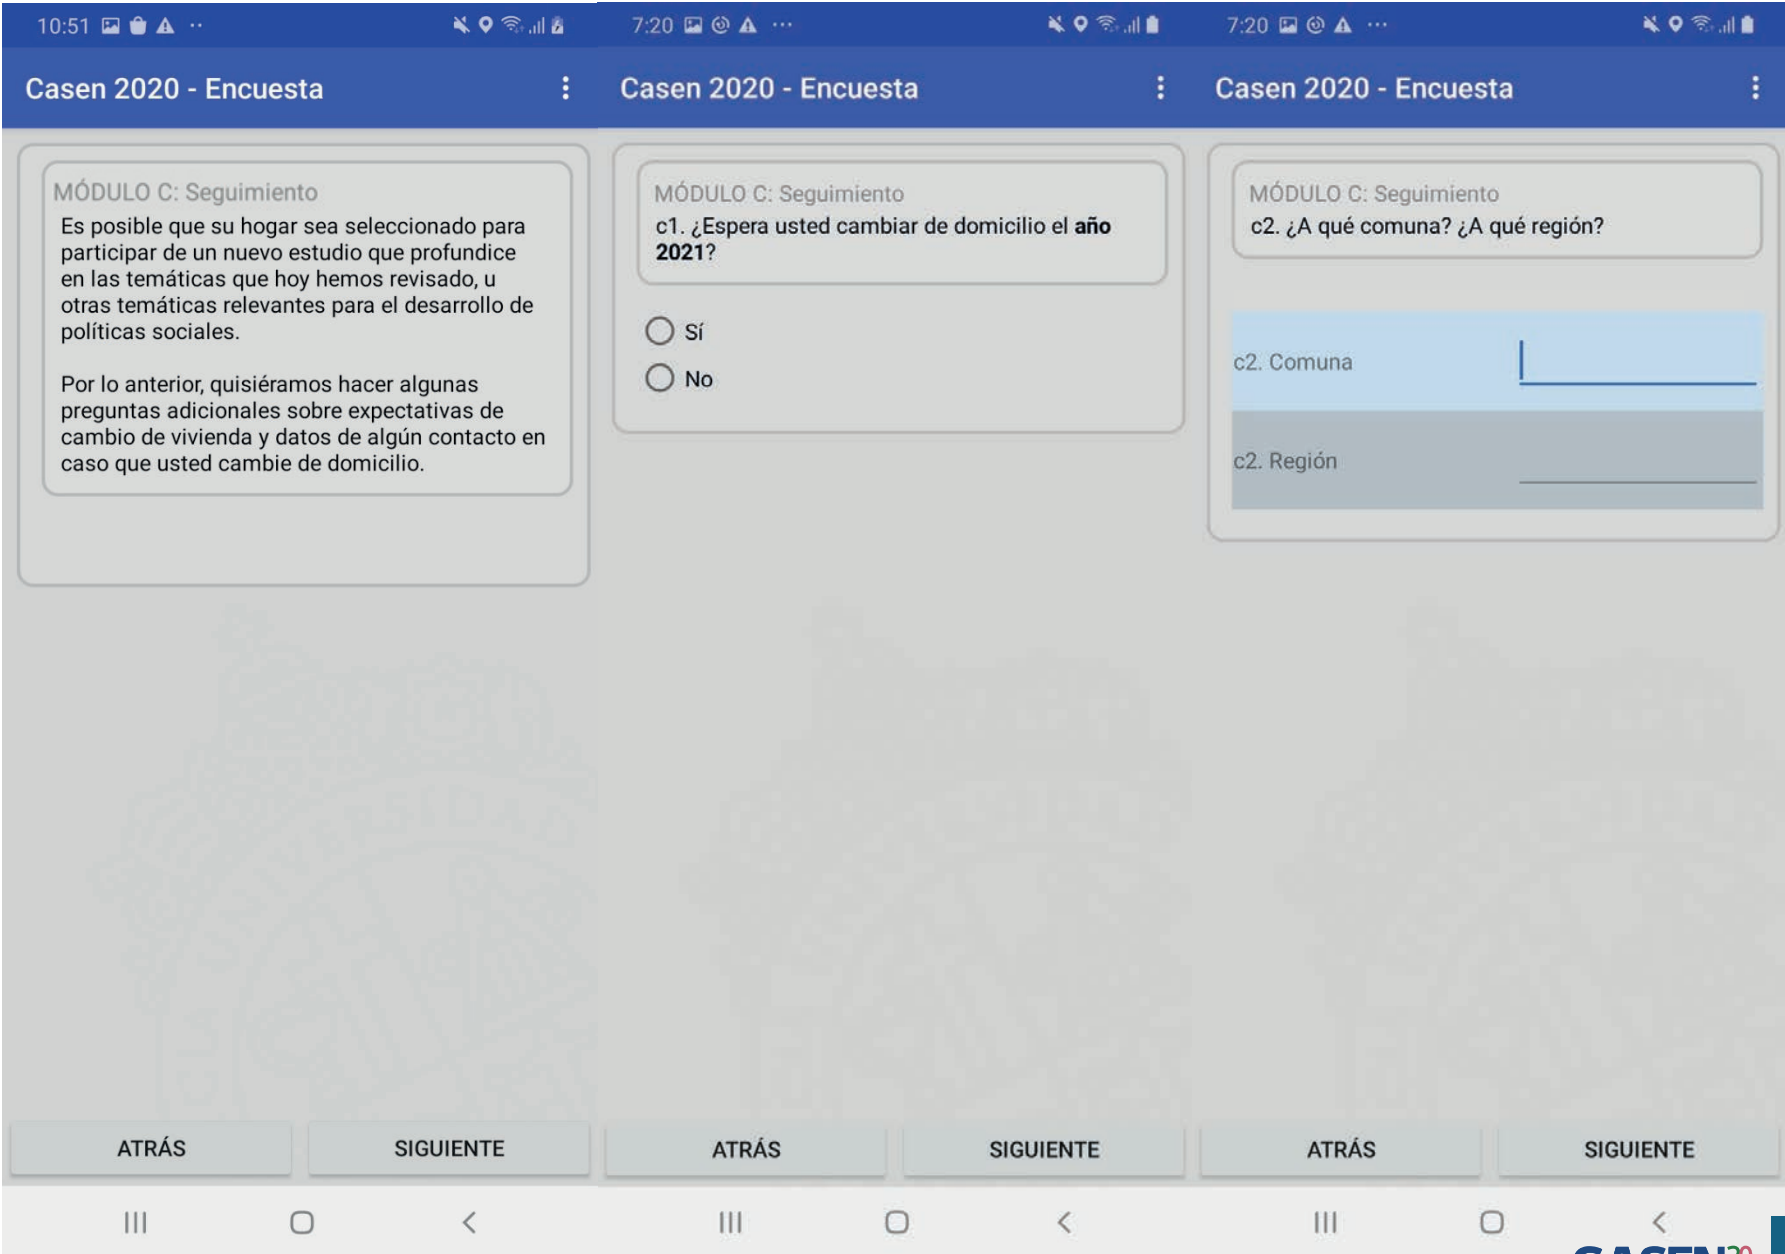 10:51
Casen 2020 - Encuesta
MÓDULO C: Seguimiento
Es posible que su hogar sea seleccionado para
participar de un nuevo estudio que profundice
en las temáticas que hoy hemos revisado, u
otras temáticas relevantes para el desarrollo de
políticas sociales.
Por lo anterior, quisiéramos hacer algunas
preguntas adicionales sobre expectativas de
cambio de vivienda y datos de algún contacto en
caso que usted cambie de domicilio.
ATRÁS
SIGUIENTE
7:20
Casen 2020 - Encuesta
MÓDULO C: Seguimiento
c1. ¿Espera usted cambiar de domicilio el año
2021?
Sí
No
ATRÁS
SIGUIENTE
7:20
Casen 2020 - Encuesta
MÓDULO C: Seguimiento
c2. ¿A qué comuna? ¿A qué región?
c2. Comuna
c2. Región
ATRÁS
SIGUIENTE